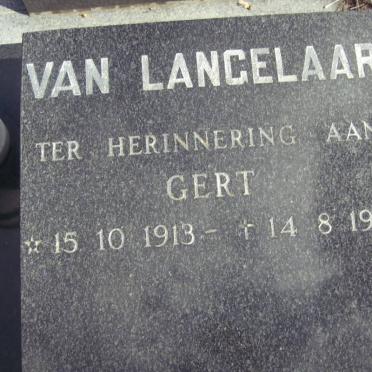 VAN LANGELAAR
TER HERINNERING AAN
GERT
☆ 15 10 1913 - † 14 8 19